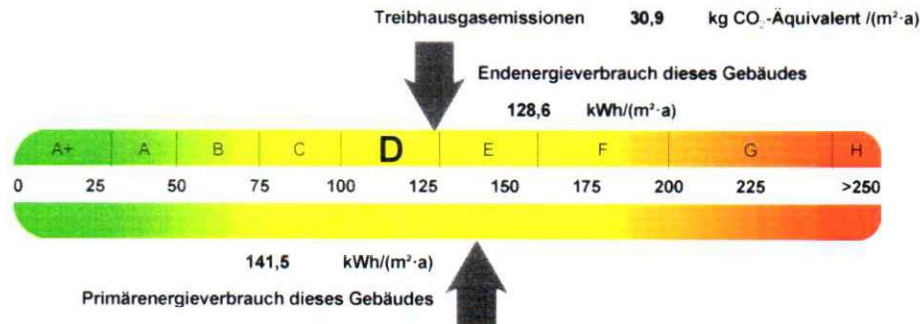 Treibhausgasemissionen 30,9 kg CO2-Äquivalent /(m²·a)
Endenergieverbrauch dieses Gebäudes
128,6 kWh/(m²·a)
A+ A B C D E F G H
0 25 50 75 100 125 150 175 200 225 >250
141,5 kWh/(m²·a)
Primärenergieverbrauch dieses Gebäudes